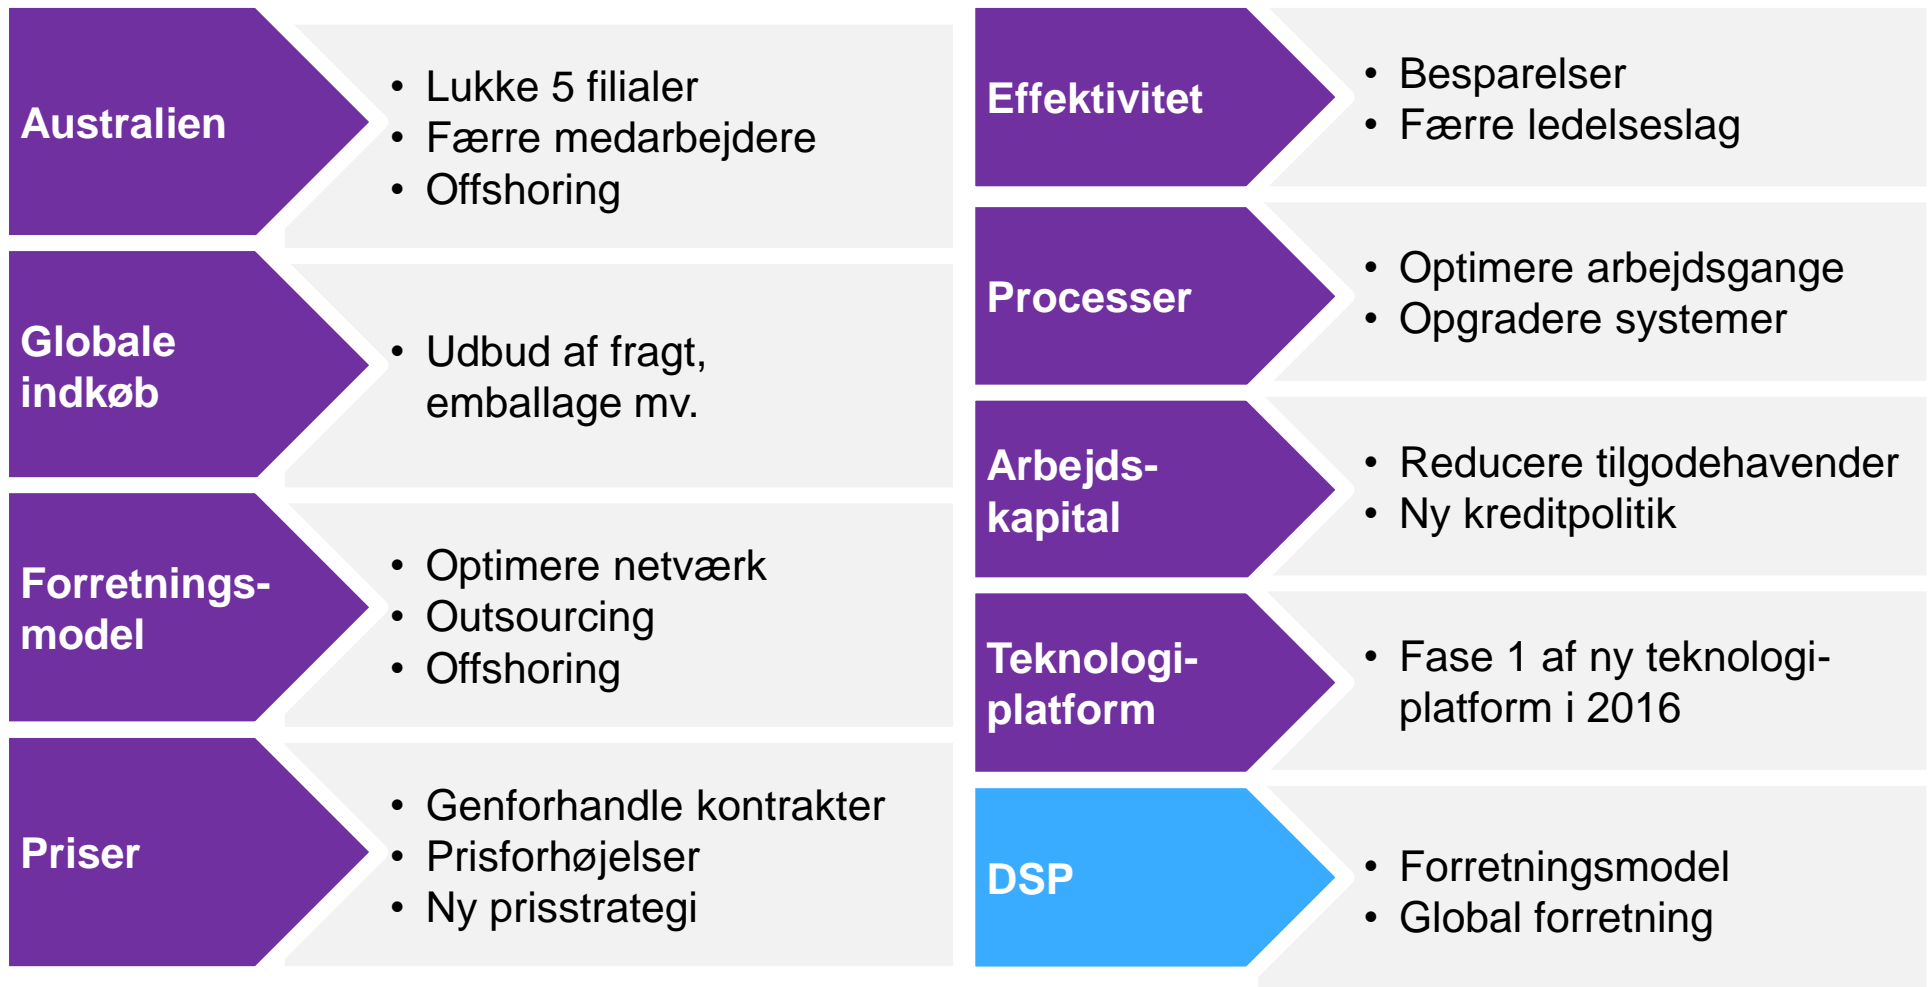 Australien
• Lukke 5 filialer
• Færre medarbejdere
• Offshoring
Globale
indkøb
• Udbud af fragt,
emballage mv.
Forretnings-
model
• Optimere netværk
• Outsourcing
• Offshoring
Priser
• Genforhandle kontrakter
• Prisforhøjelser
• Ny prisstrategi
Effektivitet
• Besparelser
• Færre ledelseslag
Processer
• Optimere arbejdsgange
• Opgradere systemer
Arbejds-
kapital
• Reducere tilgodehavender
• Ny kreditpolitik
Teknologi-
platform
• Fase 1 af ny teknologi-
platform i 2016
DSP
• Forretningsmodel
• Global forretning